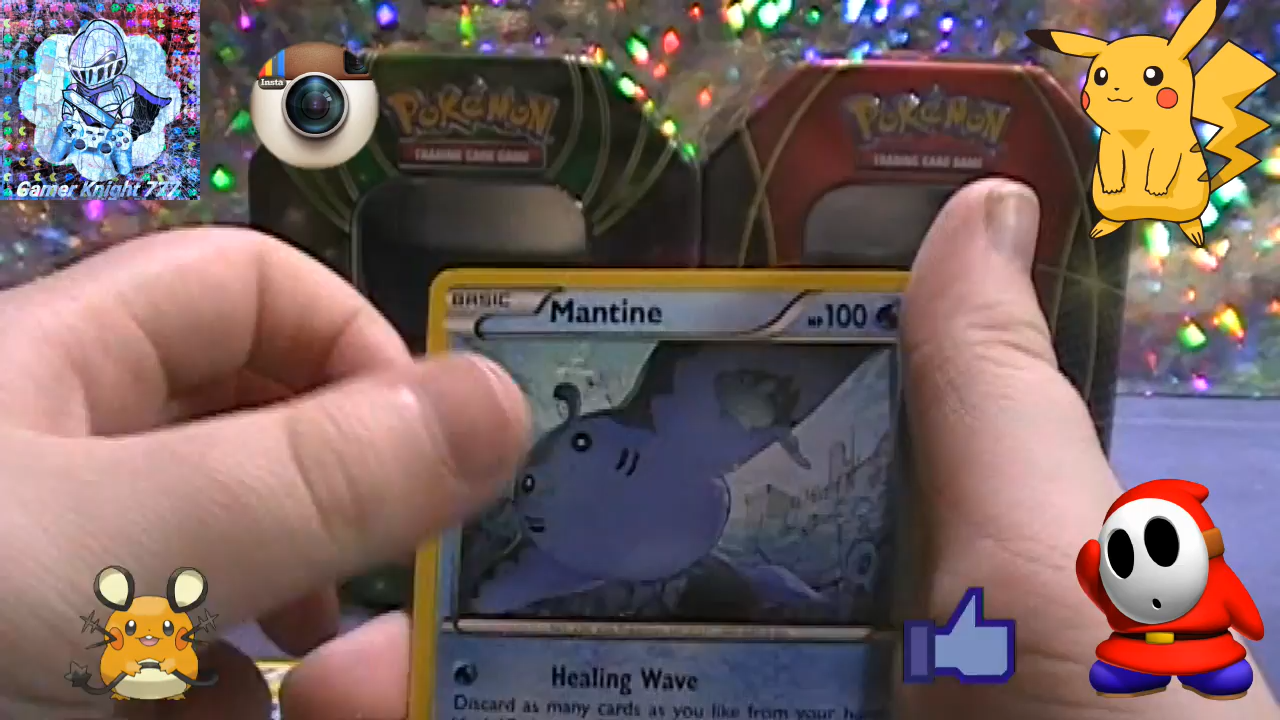 Insta
POKéMON
TRADING CARD GAME
POKéMON
TRADING CARD GAME
Gamer Knight 777
BASIC
Mantine
HP100
Healing Wave
Discard as many cards as you like from your